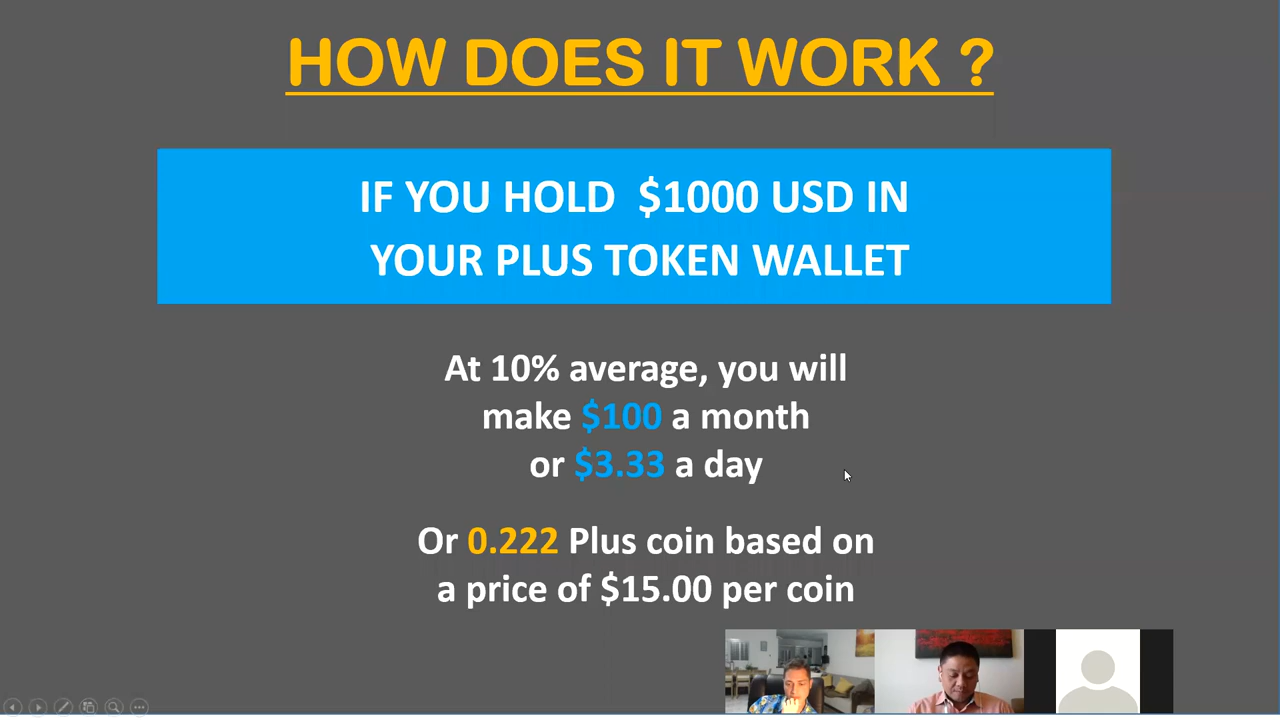 HOW DOES IT WORK ?
IF YOU HOLD $1000 USD IN
YOUR PLUS TOKEN WALLET
At 10% average, you will
make $100 a month
or $3.33 a day
Or 0.222 Plus coin based on
a price of $15.00 per coin